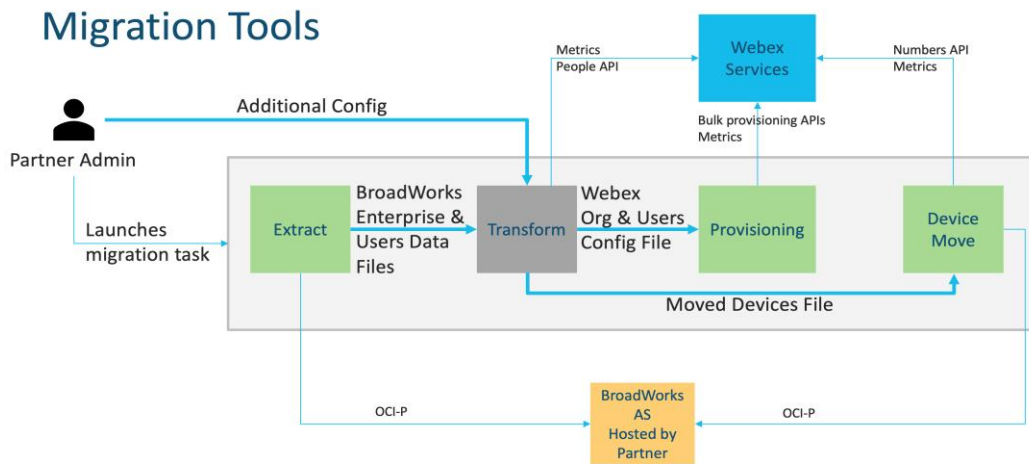 Migration Tools
Metrics
People API
Webex
Services
Numbers API
Metrics
Additional Config
Bulk provisioning APIs
Metrics
Partner Admin
Launches
migration task
Extract
BroadWorks
Enterprise &
Users Data
Files
Transform
Webex
Org & Users
Config File
Provisioning
Device
Move
Moved Devices File
OCI-P
BroadWorks
AS
Hosted by
Partner
OCI-P